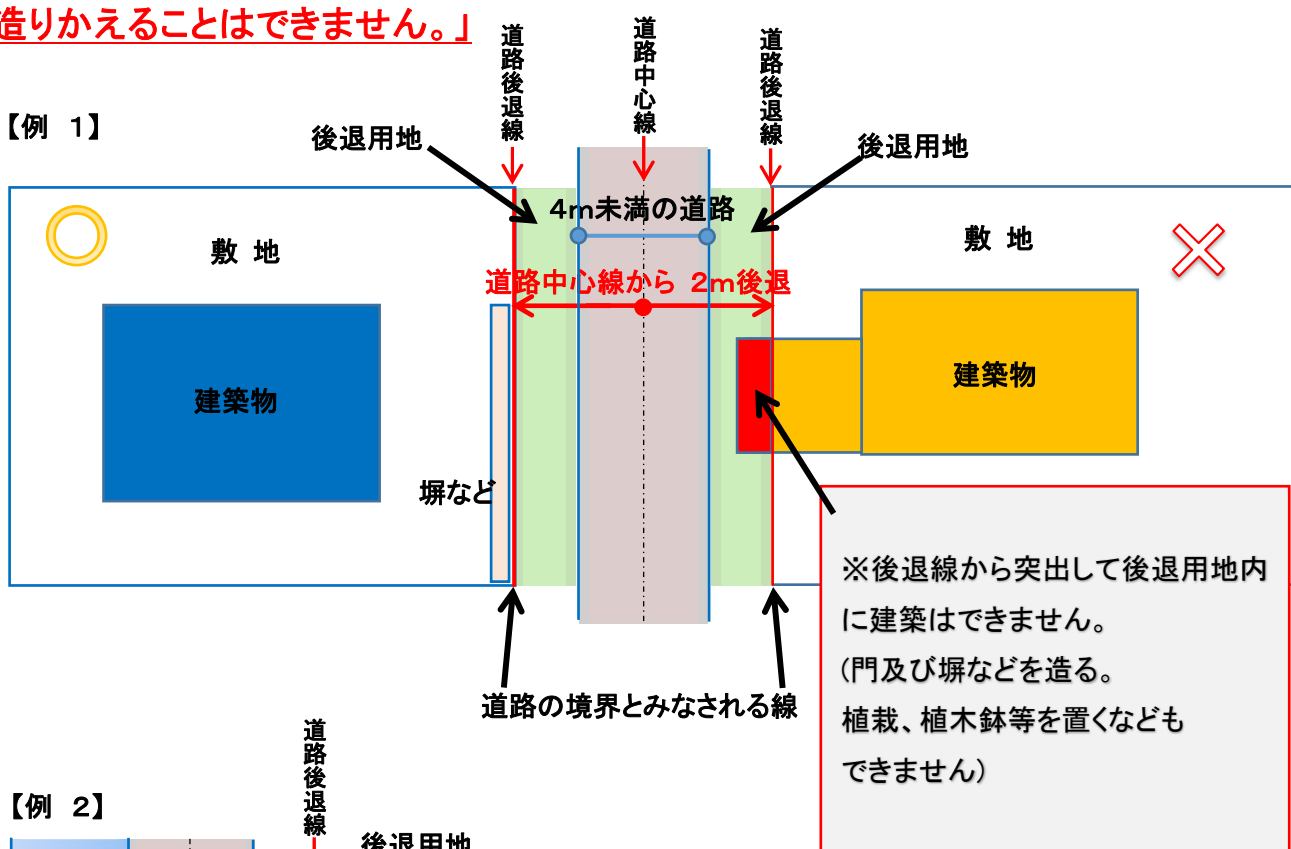 造りかえることはできません。」
道路後退線
道路中心線
道路後退線
【例　1】
後退用地
後退用地
4m未満の道路
敷 地
敷 地
道路中心線から 2m後退
建築物
建築物
塀など
※後退線から突出して後退用地内
に建築はできません。
(門及び塀などを造る。
植栽、植木鉢等を置くなども
できません)
道路の境界とみなされる線
道路後退線
【例　2】
後退用地